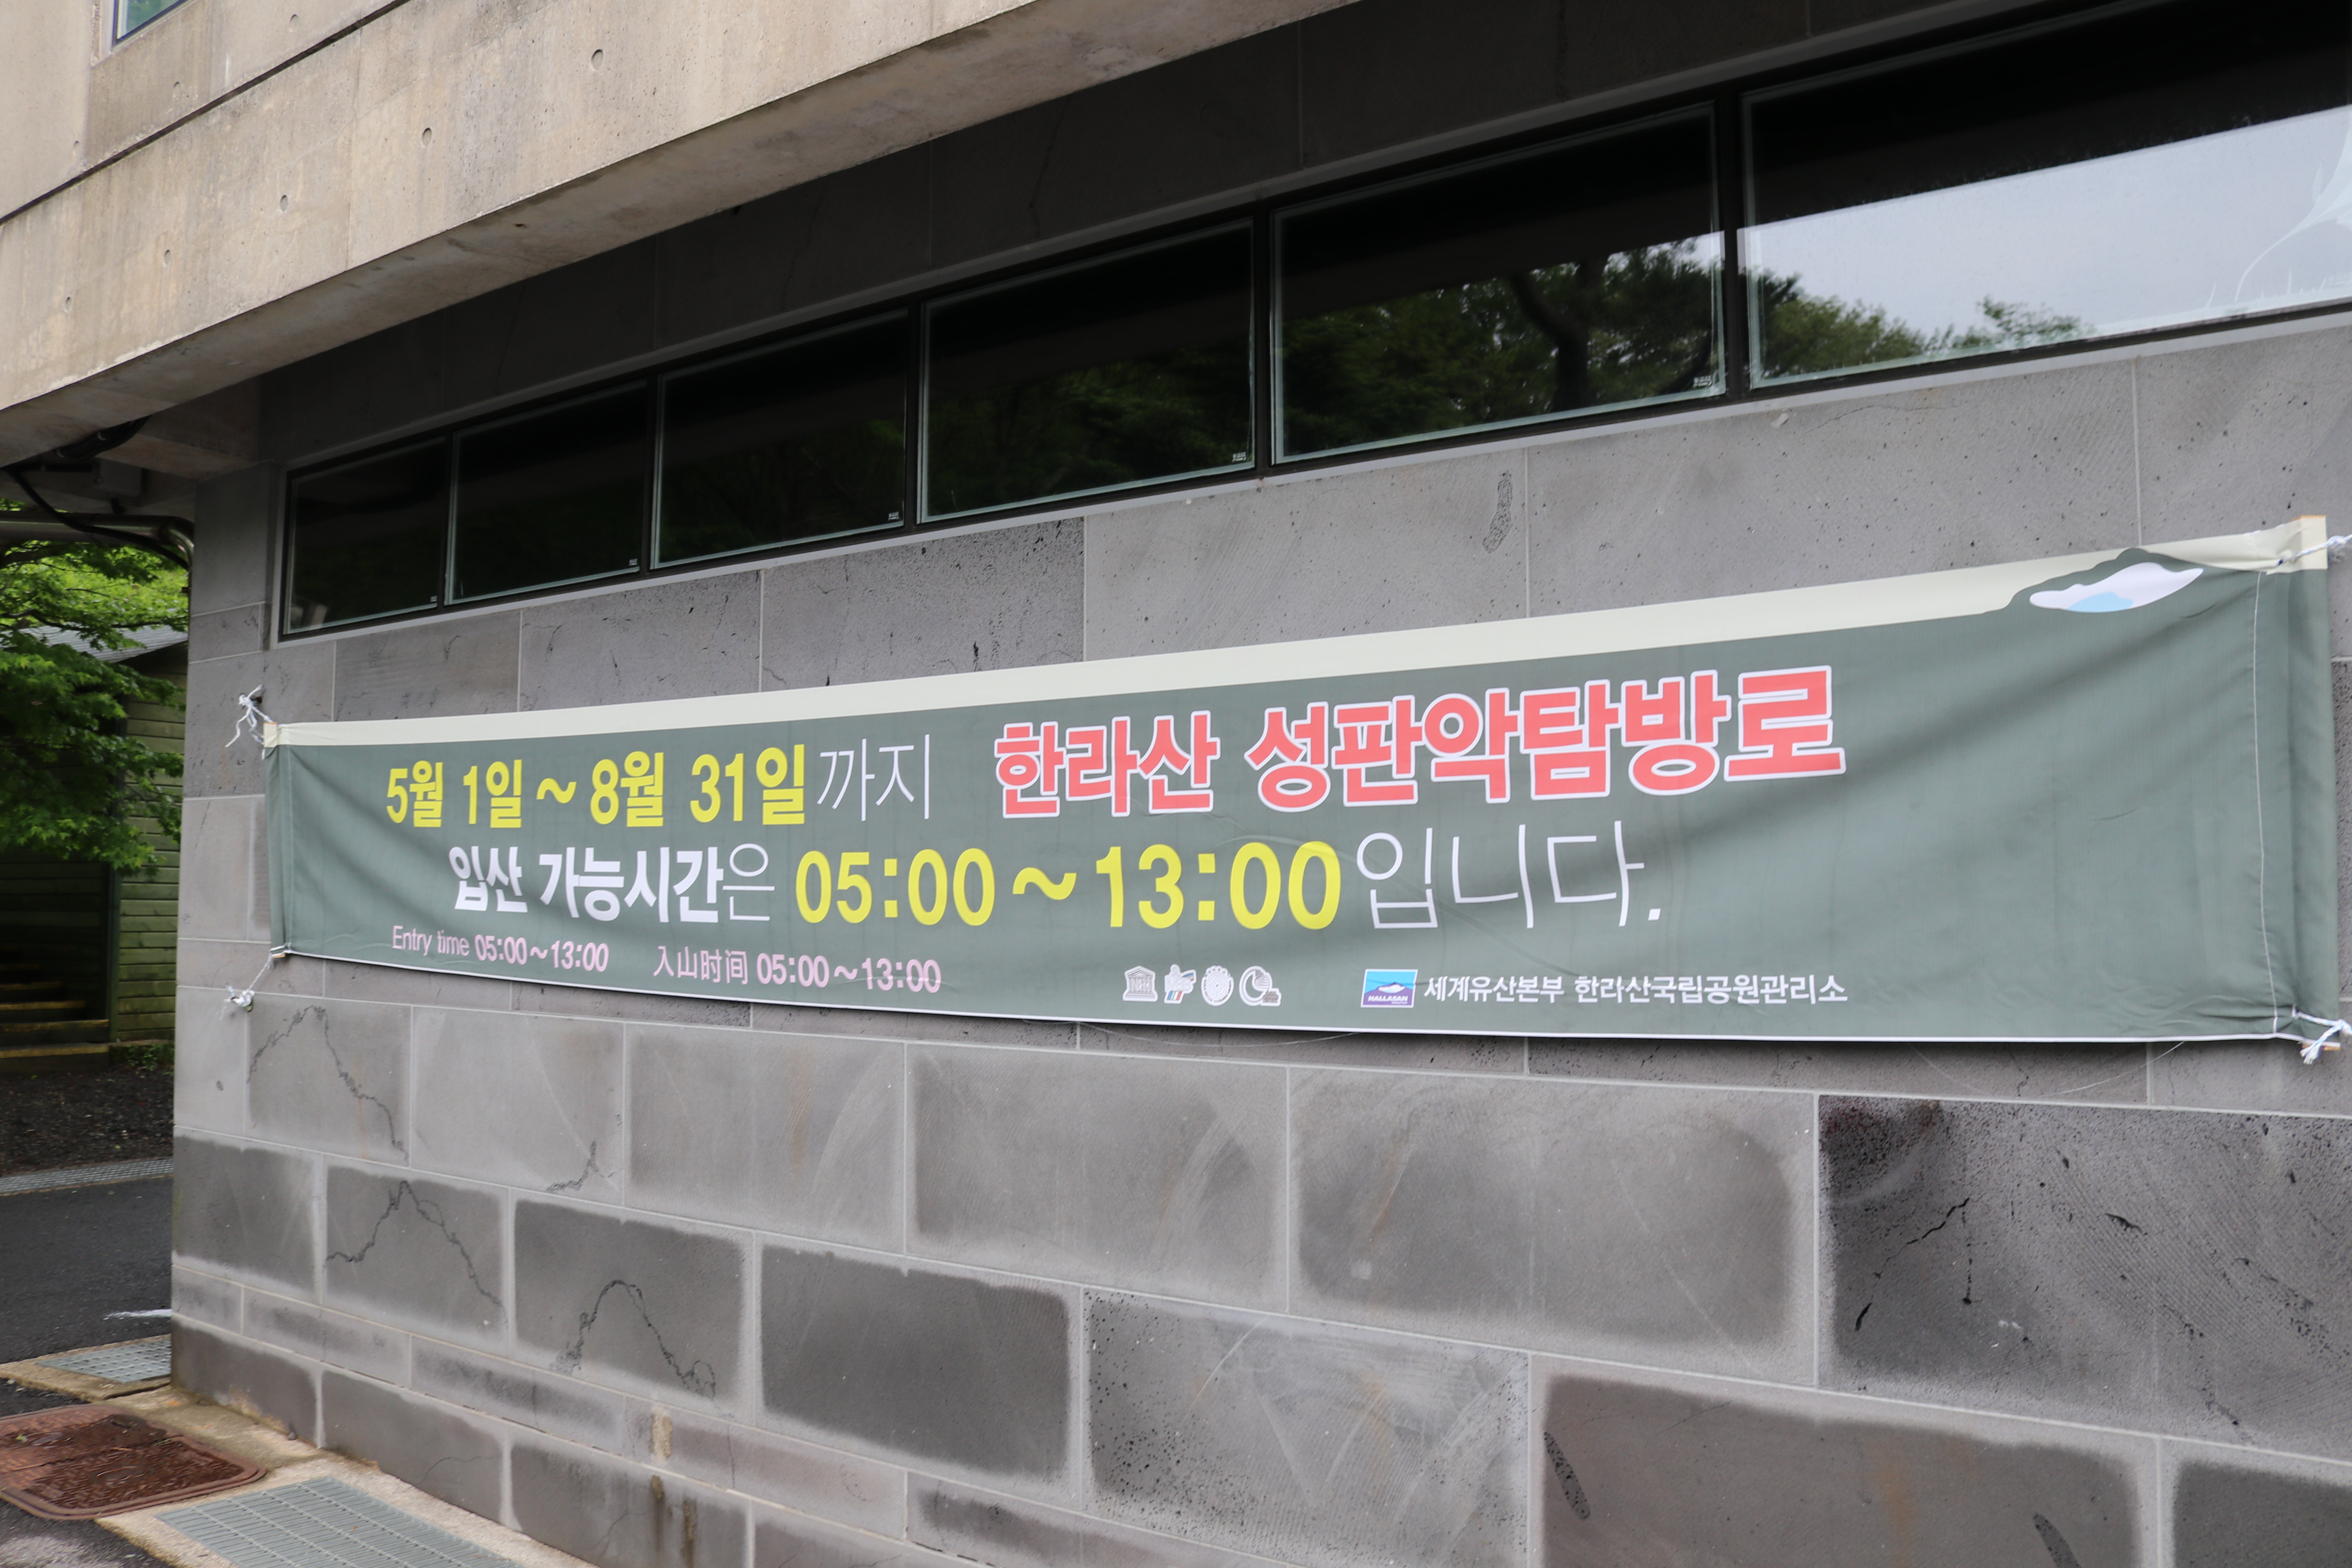 5월 1일 ~ 8월 31일까지 한라산 성판악탐방로
입산 가능시간은 05:00~13:00입니다.
Entry time 05:00~13:00 入山时间 05:00~13:00
HALLASAN 세계유산본부 한라산국립공원관리소